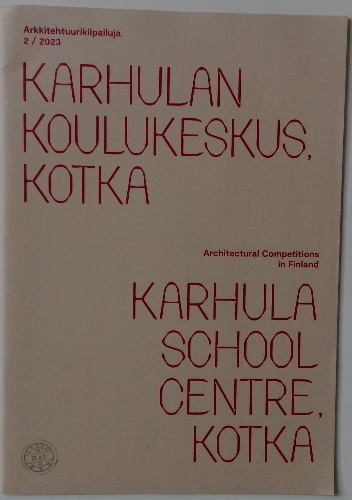 Arkkitehtuurikilpailuja
2 / 2023
KARHULAN
KOULUKESKUS,
KOTKA
Architectural Competitions
in Finland
KARHULA
SCHOOL
CENTRE,
KOTKA